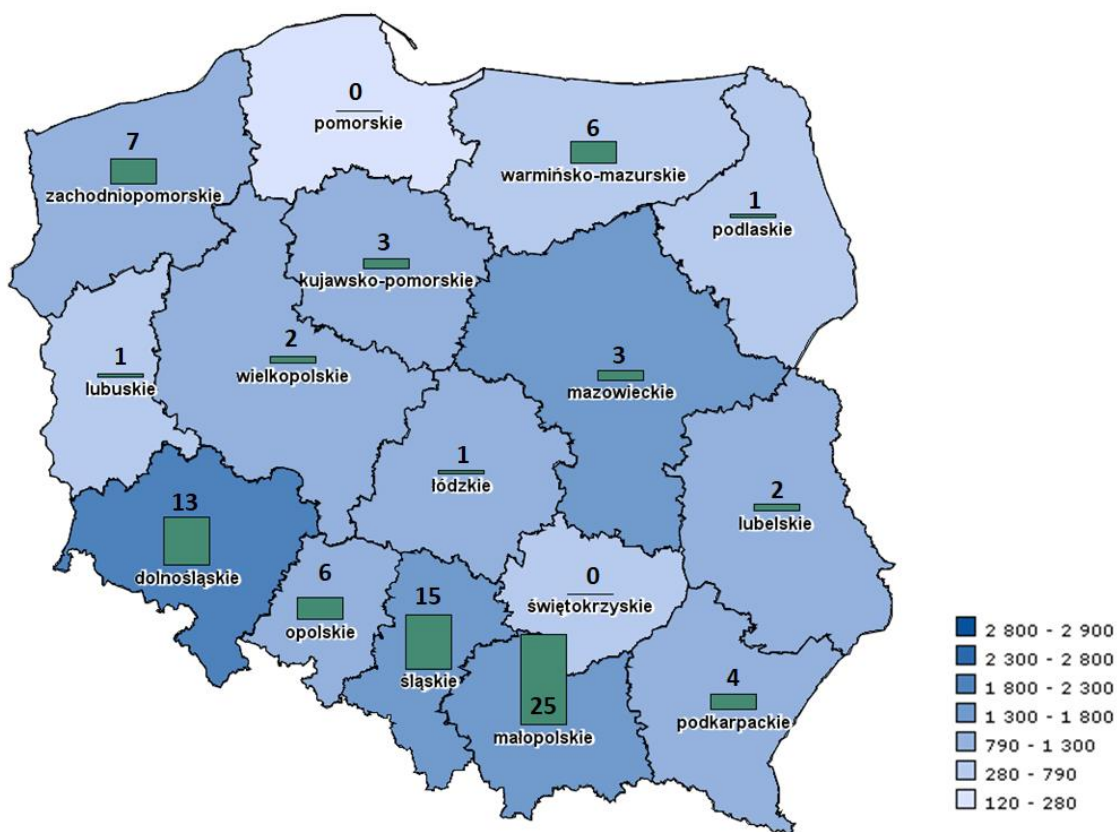 0
pomorskie
7
zachodniopomorskie
6
warmińsko-mazurskie
1
podlaskie
3
kujawsko-pomorskie
2
wielkopolskie
1
lubuskie
3
mazowieckie
1
łódzkie
2
lubelskie
13
dolnośląskie
6
opolskie
15
śląskie
0
świętokrzyskie
25
małopolskie
4
podkarpackie
2 800 - 2 900
2 300 - 2 800
1 800 - 2 300
1 300 - 1 800
790 - 1 300
280 - 790
120 - 280